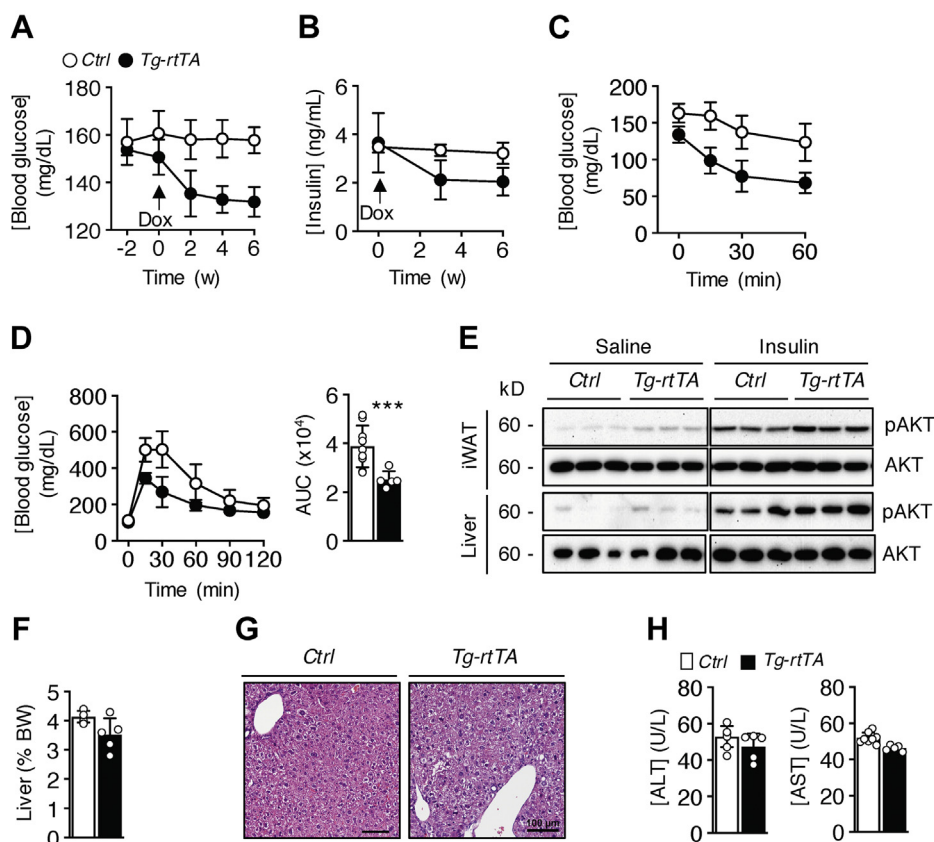 A
Ctrl Tg-rtTA
[Blood glucose]
(mg/dL)
180
160
140
120
Dox
-2 0 2 4 6
Time (w)
B
[Insulin] (ng/mL)
6
4
2
0
Dox
0 2 4 6
Time (w)
C
[Blood glucose]
(mg/dL)
200
150
100
50
0
0 30 60
Time (min)
D
[Blood glucose]
(mg/dL)
800
600
400
200
0
0 30 60 90 120
Time (min)
AUC (x10⁴)
6
4
2
0
***
E
Saline Insulin
kD Ctrl Tg-rtTA Ctrl Tg-rtTA
iWAT
60 - pAKT
60 - AKT
Liver
60 - pAKT
60 - AKT
F
Liver (% BW)
5
4
3
2
1
0
G
Ctrl Tg-rtTA
100 μm
H
Ctrl Tg-rtTA
[ALT] (U/L)
80
60
40
20
0
[AST] (U/L)
80
60
40
20
0